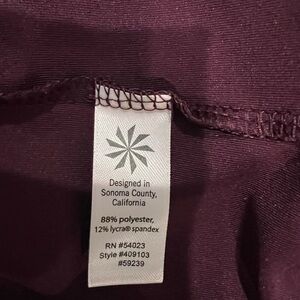 Designed in
Sonoma County,
California
88% polyester,
12% lycra® spandex
RN #54023
Style #409103
#59239